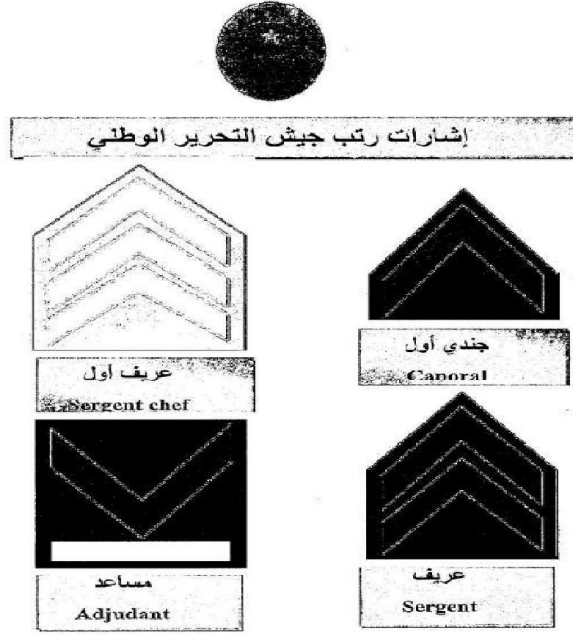 إشارات رتب جيش التحرير الوطني
جندي أول
Caporal
عريف أول
Sergent chef
عريف
Sergent
مساعد
Adjudant